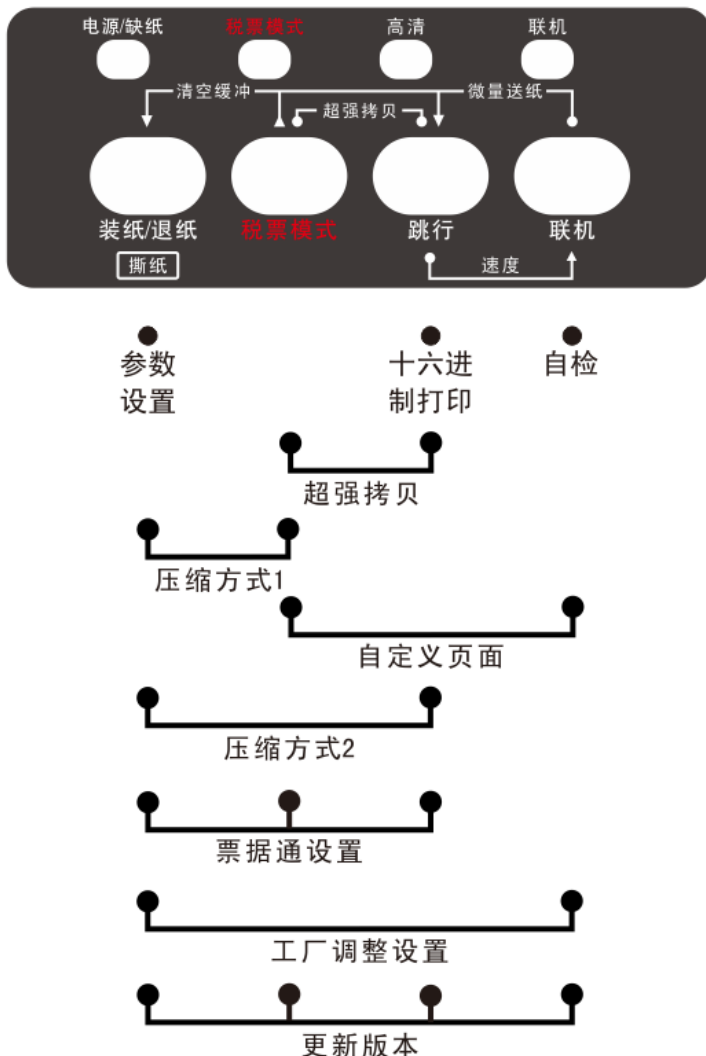 电源/缺纸 税票模式 高清 联机
清空缓冲 微量送纸
超强拷贝
装纸/退纸 税票模式 跳行 联机
撕纸 速度
参数 十六进 自检
设置 制打印
超强拷贝
压缩方式1
自定义页面
压缩方式2
票据通设置
工厂调整设置
更新版本